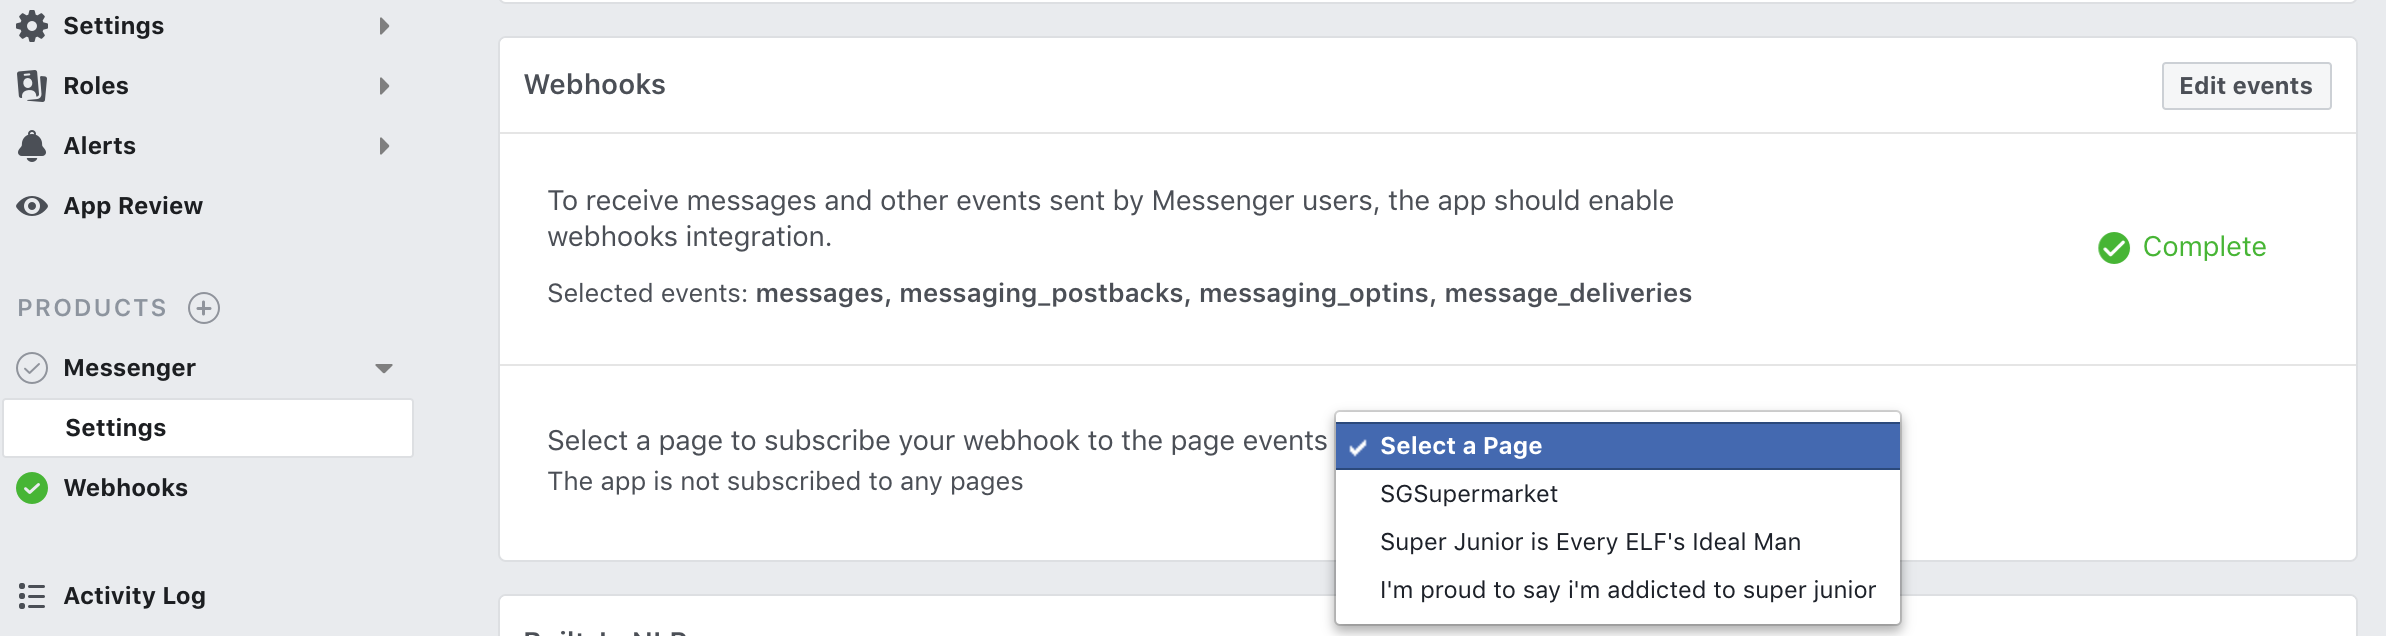 Settings
Roles
Alerts
App Review
PRODUCTS
Messenger
Settings
Webhooks
Activity Log
Webhooks
Edit events
To receive messages and other events sent by Messenger users, the app should enable
webhooks integration.
Selected events: messages, messaging_postbacks, messaging_optins, message_deliveries
Complete
Select a page to subscribe your webhook to the page events
The app is not subscribed to any pages
Select a Page
SGSupermarket
Super Junior is Every ELF's Ideal Man
I'm proud to say i'm addicted to super junior